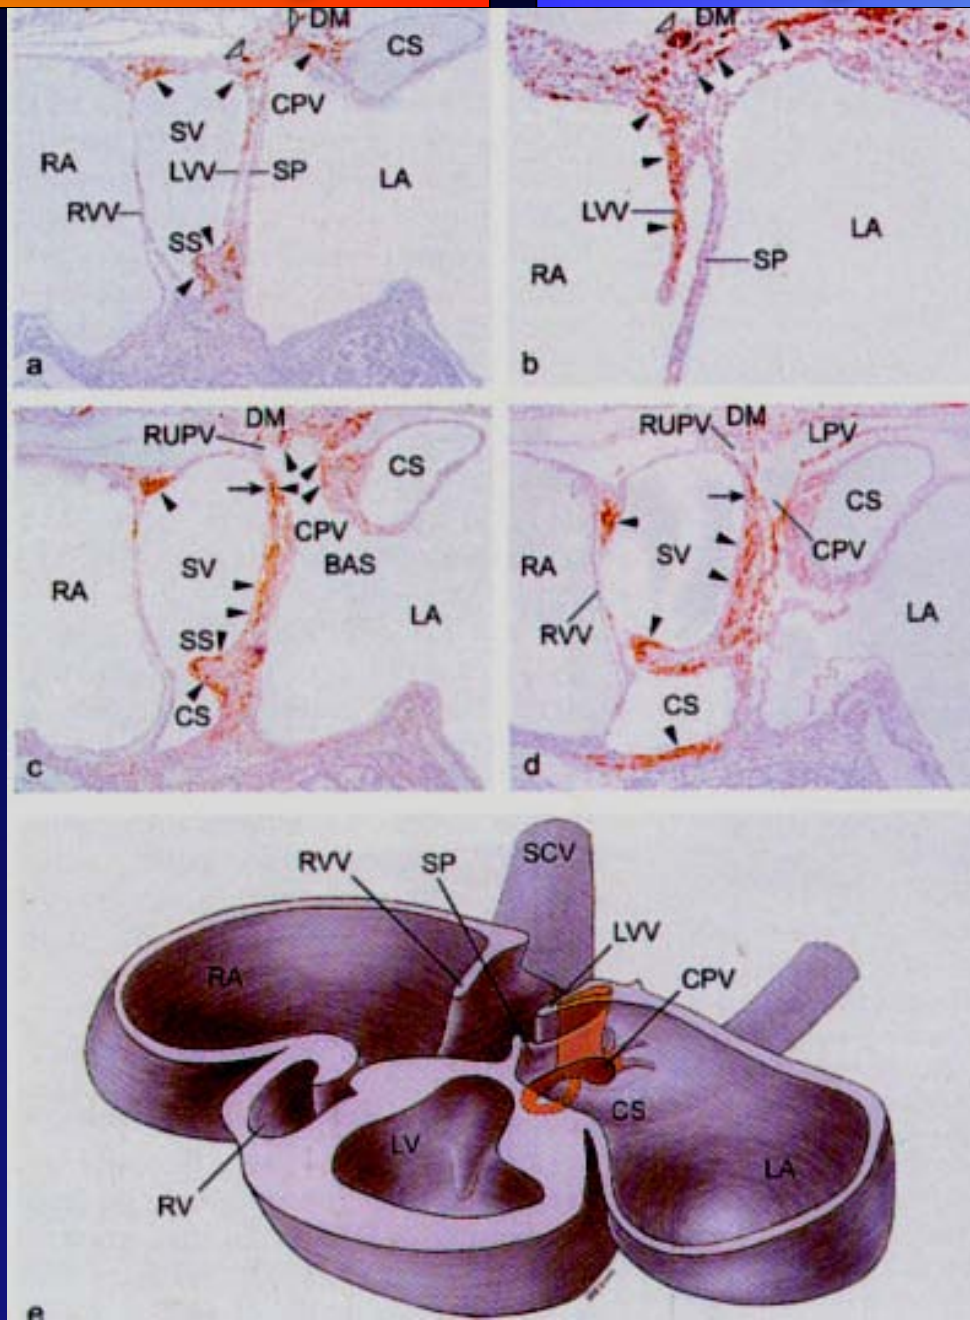 DM
CS
CPV
SV
RA
LVV
SP
LA
RVV
SS
a
DM
LVV
LA
SP
RA
b
DM
RUPV
CS
CPV
SV
BAS
RA
LA
SS
CS
c
DM
RUPV
LPV
CS
SV
CPV
RA
LA
RVV
CS
d
RVV
SP
SCV
LVV
CPV
RA
CS
LV
LA
RV
e